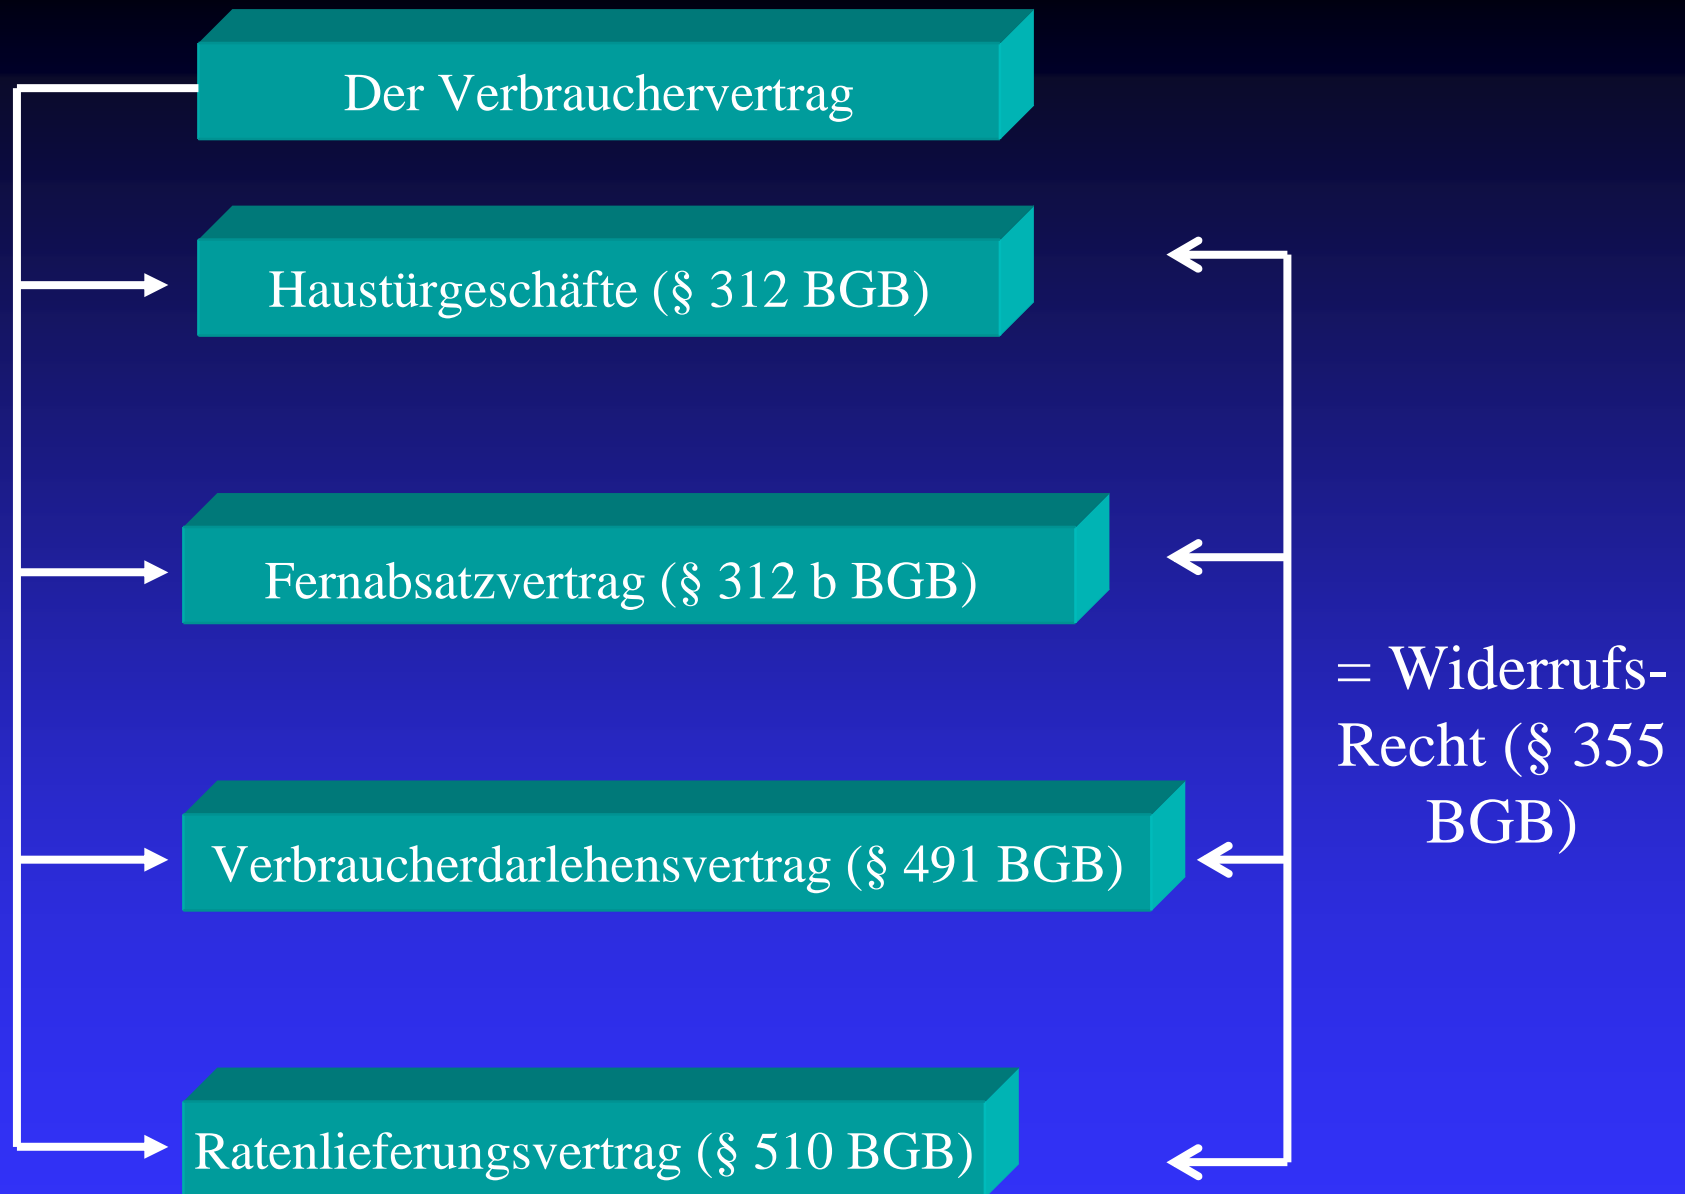 Der Verbrauchervertrag
Haustürgeschäfte (§ 312 BGB)
Fernabsatzvertrag (§ 312 b BGB)
Verbraucherdarlehensvertrag (§ 491 BGB)
Ratenlieferungsvertrag (§ 510 BGB)
= Widerrufs-
Recht (§ 355
BGB)